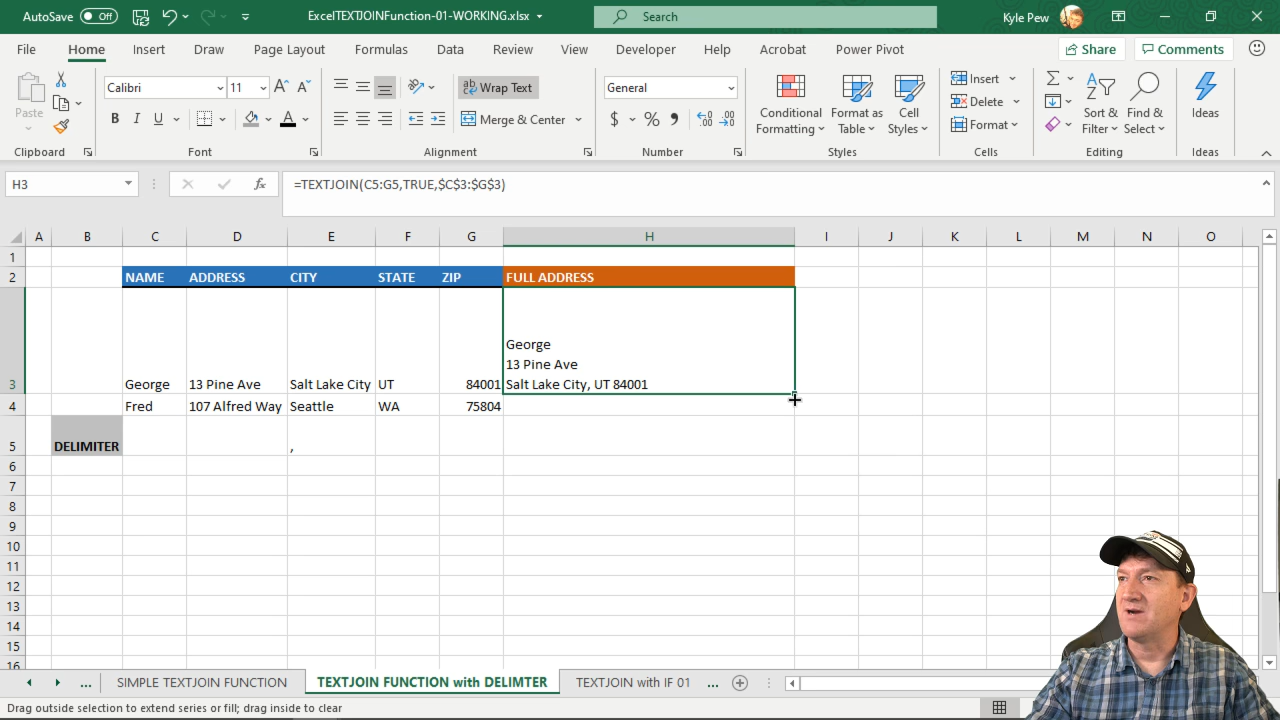 AutoSave Off ExcelTEXTJOINFunction-01-WORKING.xlsx Search Kyle Pew
File Home Insert Draw Page Layout Formulas Data Review View Developer Help Acrobat Power Pivot Share Comments
Paste
Calibri 11
B I U A
Wrap Text
Merge & Center
General
$ % ,
Conditional Formatting
Format as Table
Cell Styles
Insert
Delete
Format
Sort & Filter
Find & Select
Ideas
Clipboard Font Alignment Number Styles Cells Editing Ideas
H3 fx =TEXTJOIN(C5:G5,TRUE,$C$3:$G$3)
A B C D E F G H I J K L M N O
1
2 NAME ADDRESS CITY STATE ZIP FULL ADDRESS
George
13 Pine Ave
3 George 13 Pine Ave Salt Lake City UT 84001 Salt Lake City, UT 84001
4 Fred 107 Alfred Way Seattle WA 75804
5 DELIMITER ,
6
7
8
9
10
11
12
13
14
15
16
... SIMPLE TEXTJOIN FUNCTION TEXTJOIN FUNCTION with DELIMTER TEXTJOIN with IF 01 ...
Drag outside selection to extend series or fill; drag inside to clear